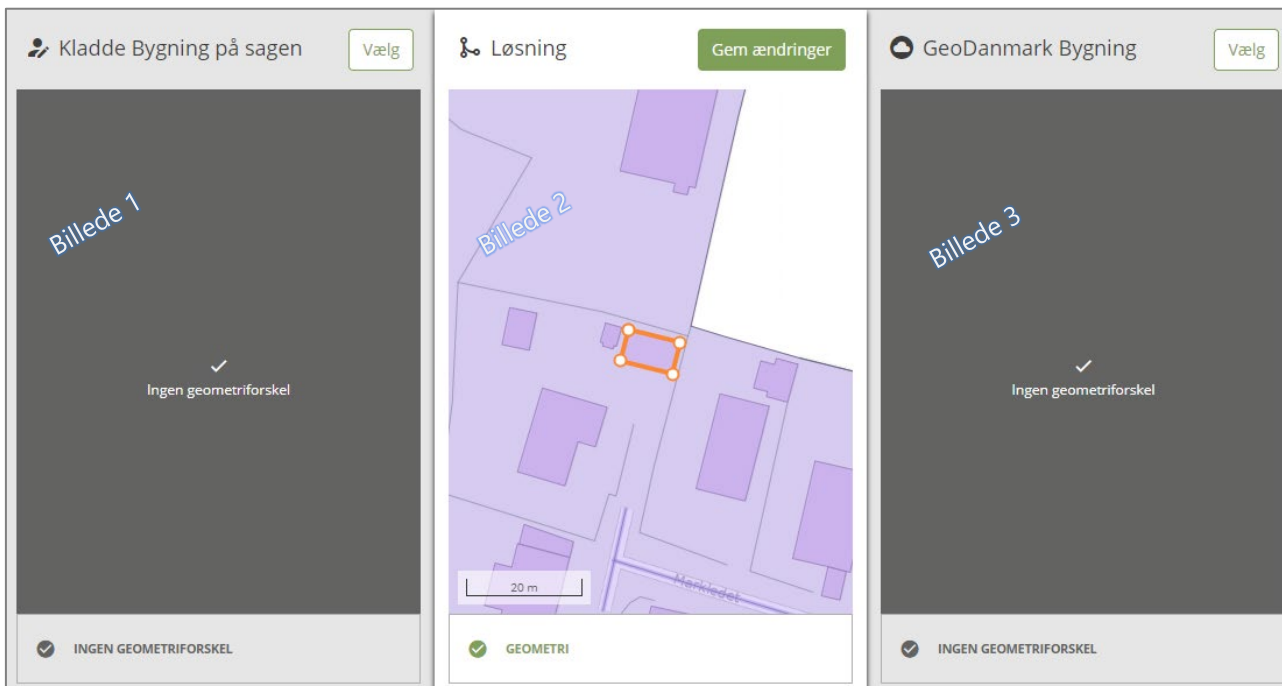 Kladde Bygning på sagen
Vælg
Billede 1
Ingen geometriforskel
INGEN GEOMETRIFORSKEL
Løsning
Gem ændringer
Billede 2
20 m
Markledet
GEOMETRI
GeoDanmark Bygning
Vælg
Billede 3
Ingen geometriforskel
INGEN GEOMETRIFORSKEL